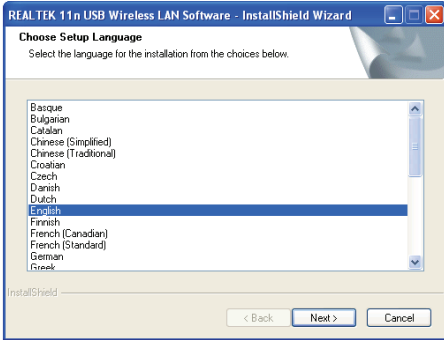 REALTEK 11n USB Wireless LAN Software - InstallShield Wizard
Choose Setup Language
Select the language for the installation from the choices below.
Basque
Bulgarian
Catalan
Chinese (Simplified)
Chinese (Traditional)
Croatian
Czech
Danish
Dutch
English
Finnish
French (Canadian)
French (Standard)
German
Greek
InstallShield
< Back Next > Cancel